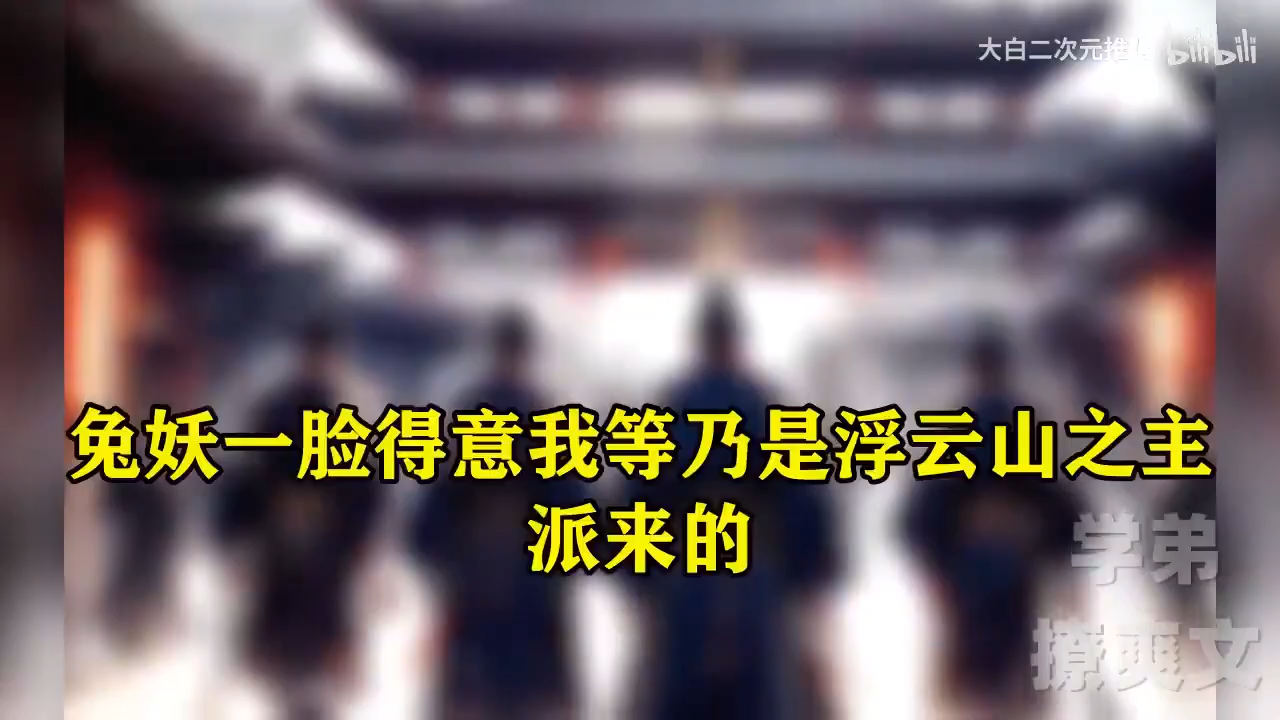 大白二次元推 bilibili
兔妖一脸得意我等乃是浮云山之主
派来的
学弟
撩爽文